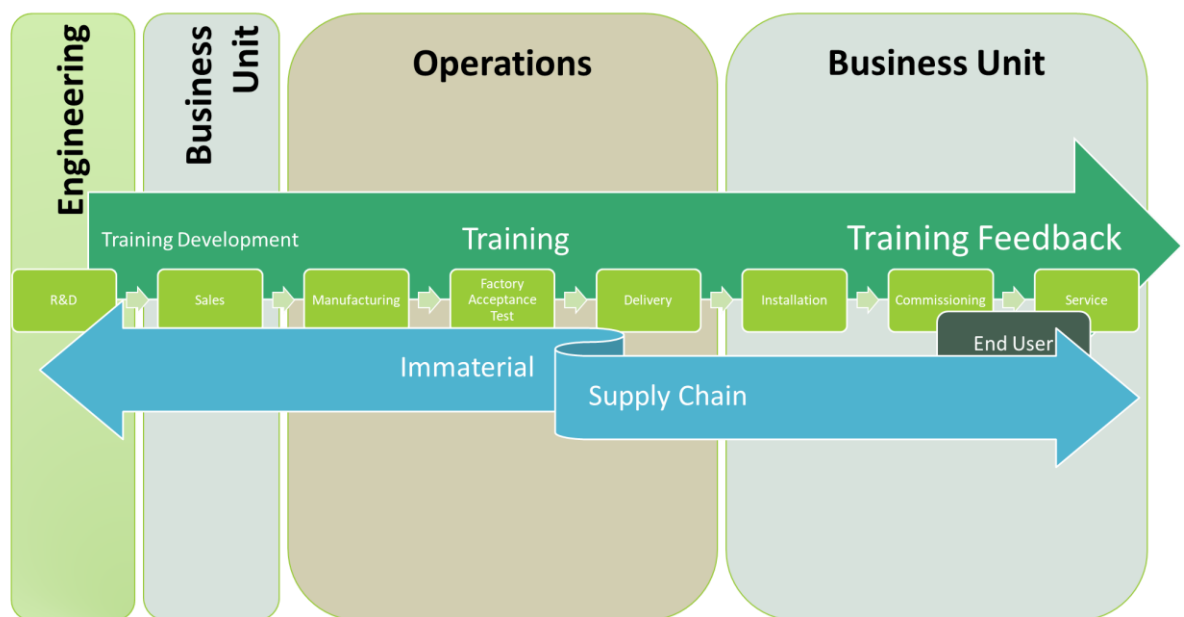 Engineering
Business
Unit
Operations
Business Unit
Training Development
Training
Training Feedback
R&D
Sales
Manufacturing
Factory
Acceptance
Test
Delivery
Installation
Commissioning
Service
End User
Immaterial
Supply Chain